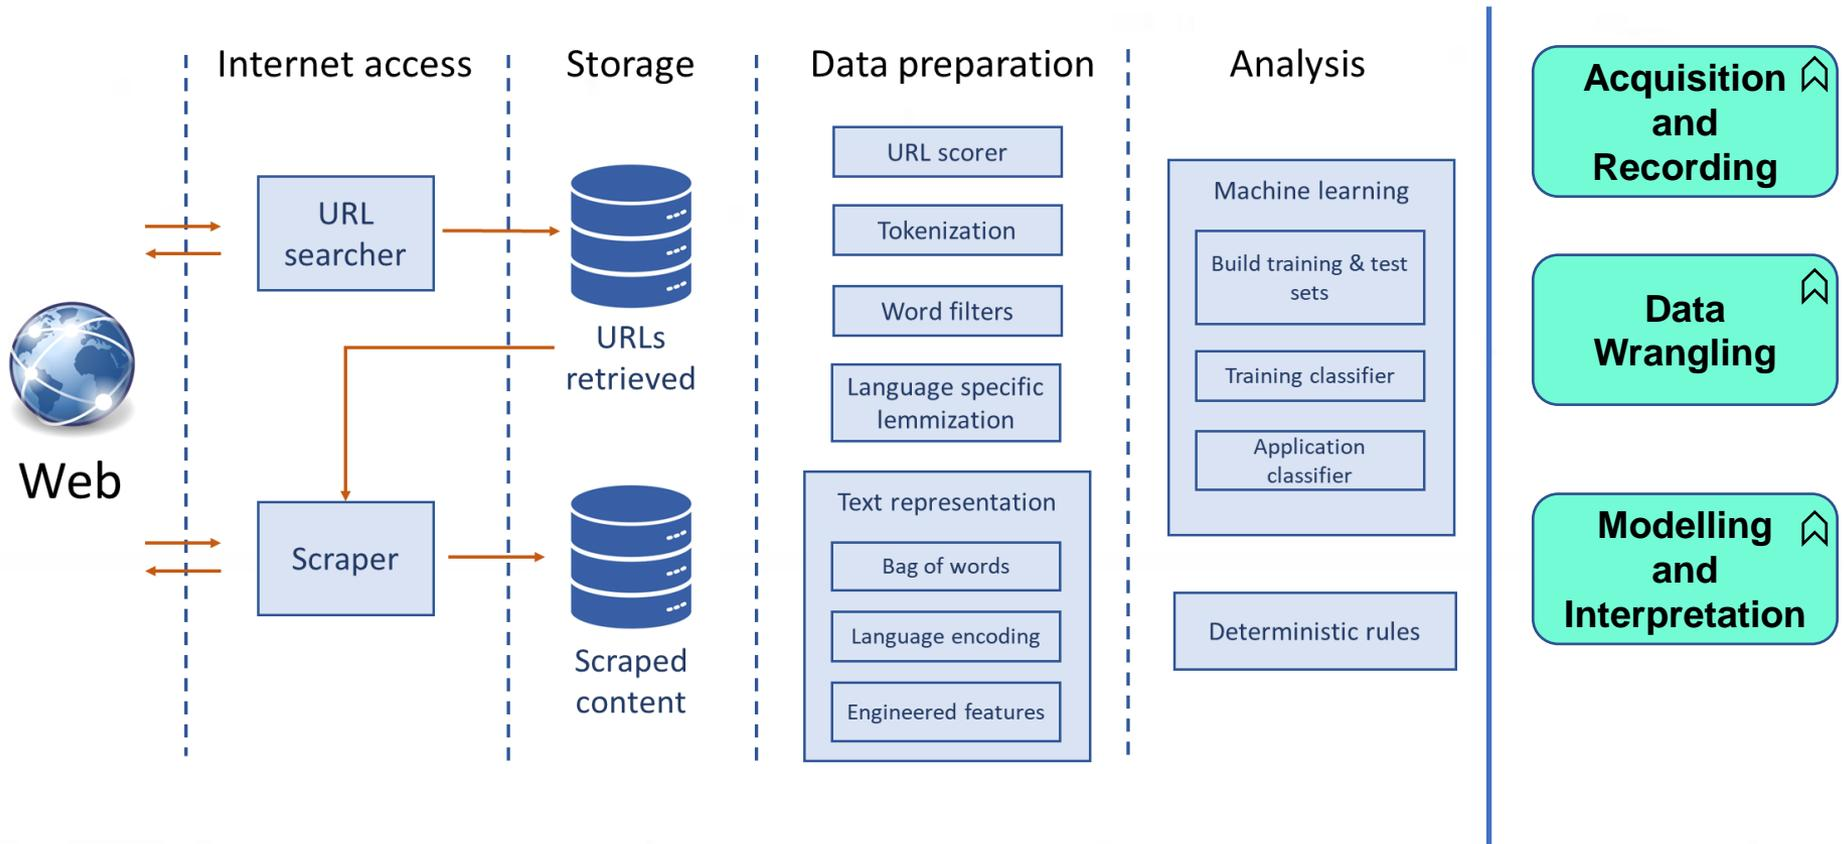 Internet access
Storage
Data preparation
Analysis
Web
URL
searcher
Scraper
URLs
retrieved
Scraped
content
URL scorer
Tokenization
Word filters
Language specific
lemmization
Text representation
Bag of words
Language encoding
Engineered features
Machine learning
Build training & test
sets
Training classifier
Application
classifier
Deterministic rules
Acquisition
and
Recording
Data
Wrangling
Modelling
and
Interpretation